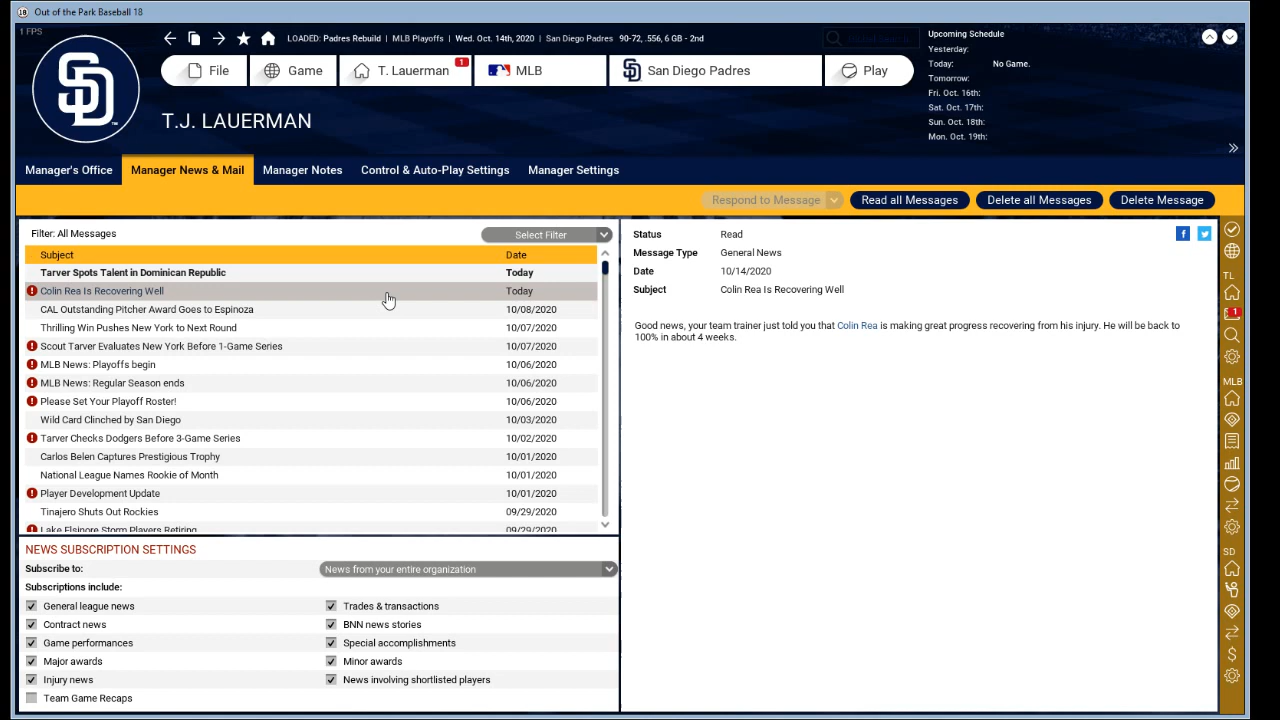 Out of the Park Baseball 18
1 FPS
LOADED: Padres Rebuild | MLB Playoffs | Wed. Oct. 14th, 2020 | San Diego Padres 90-72, .556, 6 GB - 2nd
File
Game
T. Lauerman
1
MLB
San Diego Padres
Play
Upcoming Schedule
Yesterday:
Today: No Game.
Tomorrow:
Fri. Oct. 16th:
Sat. Oct. 17th:
Sun. Oct. 18th:
Mon. Oct. 19th:
SD
T.J. LAUERMAN
Manager's Office
Manager News & Mail
Manager Notes
Control & Auto-Play Settings
Manager Settings
Respond to Message
Read all Messages
Delete all Messages
Delete Message
Filter: All Messages
Select Filter
Subject Date
Tarver Spots Talent in Dominican Republic Today
Colin Rea Is Recovering Well Today
CAL Outstanding Pitcher Award Goes to Espinoza 10/08/2020
Thrilling Win Pushes New York to Next Round 10/07/2020
Scout Tarver Evaluates New York Before 1-Game Series 10/07/2020
MLB News: Playoffs begin 10/06/2020
MLB News: Regular Season ends 10/06/2020
Please Set Your Playoff Roster! 10/06/2020
Wild Card Clinched by San Diego 10/03/2020
Tarver Checks Dodgers Before 3-Game Series 10/02/2020
Carlos Belen Captures Prestigious Trophy 10/01/2020
National League Names Rookie of Month 10/01/2020
Player Development Update 10/01/2020
Tinajero Shuts Out Rockies 09/29/2020
Lake Elsinore Storm Players Retiring 09/29/2020
NEWS SUBSCRIPTION SETTINGS
Subscribe to: News from your entire organization
Subscriptions include:
General league news Trades & transactions
Contract news BNN news stories
Game performances Special accomplishments
Major awards Minor awards
Injury news News involving shortlisted players
Team Game Recaps
Status Read
Message Type General News
Date 10/14/2020
Subject Colin Rea Is Recovering Well
Good news, your team trainer just told you that Colin Rea is making great progress recovering from his injury. He will be back to
100% in about 4 weeks.
TL
1
MLB
SD